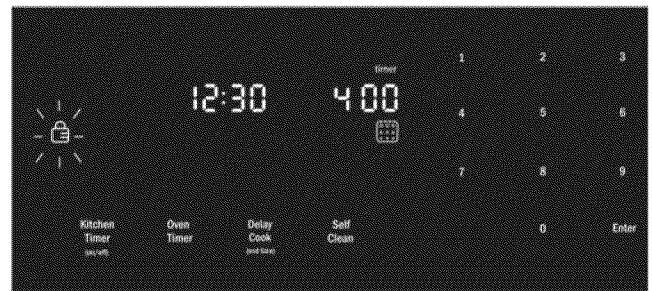 timer
12:30
4 00
1 2 3
4 5 6
7 8 9
0 Enter
Kitchen Timer
(on/off)
Oven Timer
Delay Cook
(end time)
Self Clean